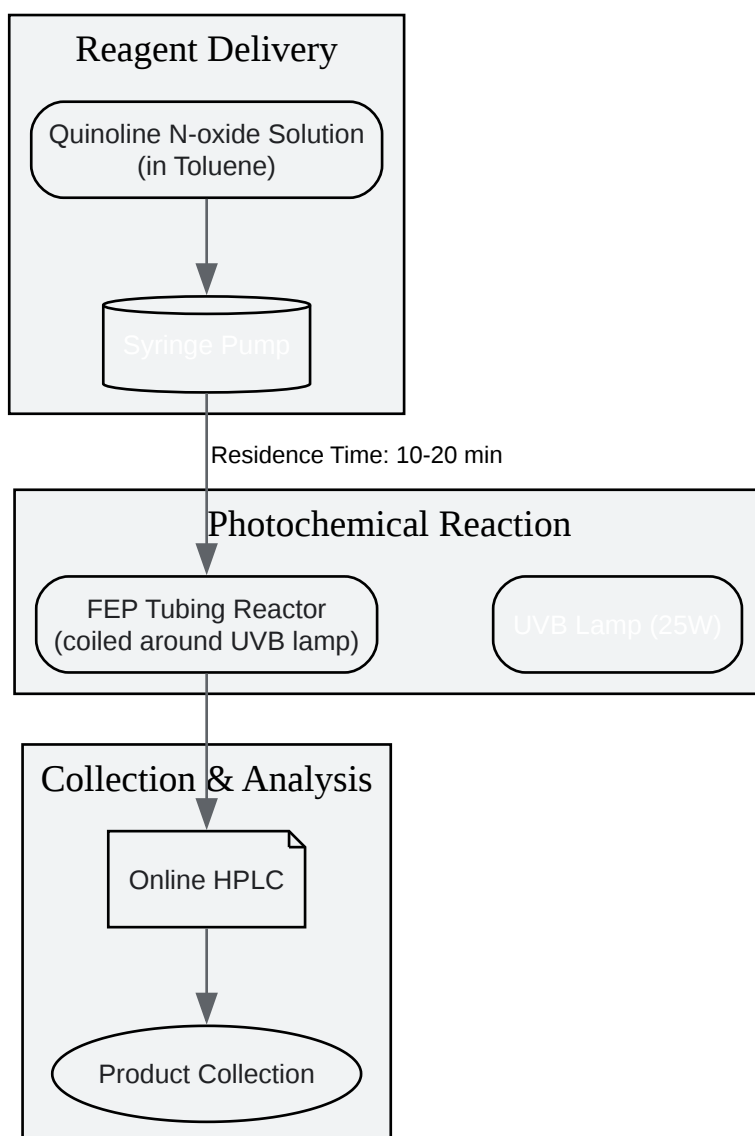 Reagent Delivery
Quinoline N-oxide Solution
(in Toluene)
Syringe Pump
Residence Time: 10-20 min
Photochemical Reaction
FEP Tubing Reactor
(coiled around UVB lamp)
UVB Lamp (25W)
Collection & Analysis
Online HPLC
Product Collection